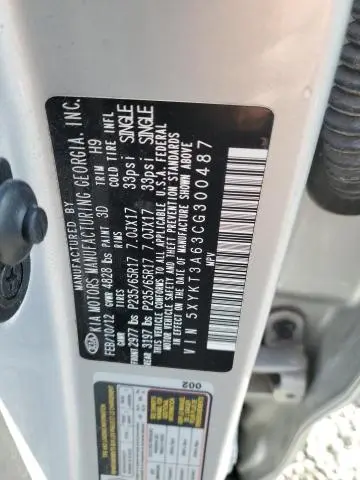 MANUFACTURED BY
KIA KIA MOTORS MANUFACTURING GEORGIA. INC.
FEB/10/12 GVWR 4828 LBS PAINT 3D TRIM H9
GAWR TIRES RIMS COLD TIRE INFL
FRONT 2977 LBS P235/65R17 7.0JX17 33psi SINGLE
REAR 3197 LBS P235/65R17 7.0JX17 33psi SINGLE
THIS VEHICLE CONFORMS TO ALL APPLICABLE U.S.A. FEDERAL
MOTOR VEHICLE SAFETY AND THEFT PREVENTION STANDARDS
IN EFFECT ON THE DATE OF MANUFACTURE SHOWN ABOVE
VIN 5XYKT3A63CG300487
MPV
002